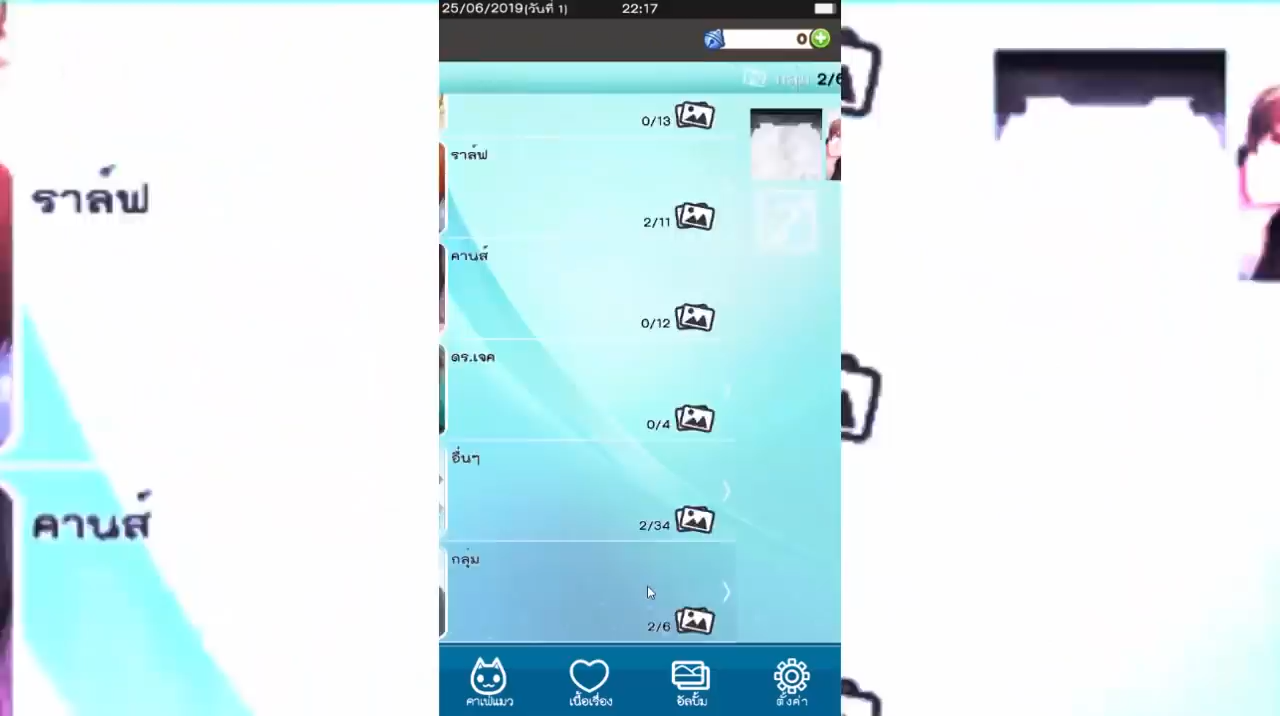 25/06/2019(วันที่ 1) 22:17
0
กลุ่ม 2/6
0/13
ราล์ฟ
2/11
คานส์
0/12
ดร.เจค
0/4
อื่นๆ
2/34
กลุ่ม
2/6
คาเฟ่แมว เนื้อเรื่อง อัลบั้ม ตั้งค่า
ราล์ฟ
คานส์